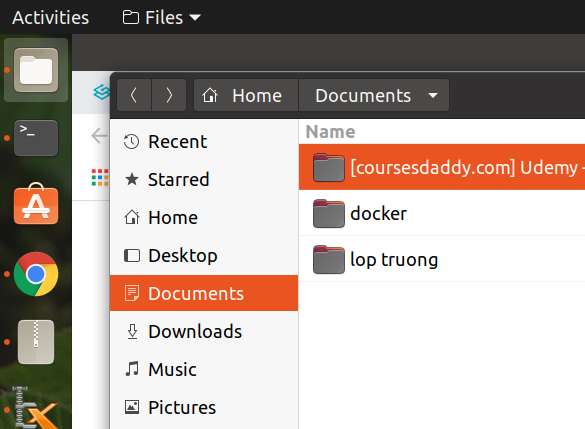 Activities Files
Home Documents
Recent
Starred
Home
Desktop
Documents
Downloads
Music
Pictures
Name
[coursesdaddy.com] Udemy -
docker
lop truong